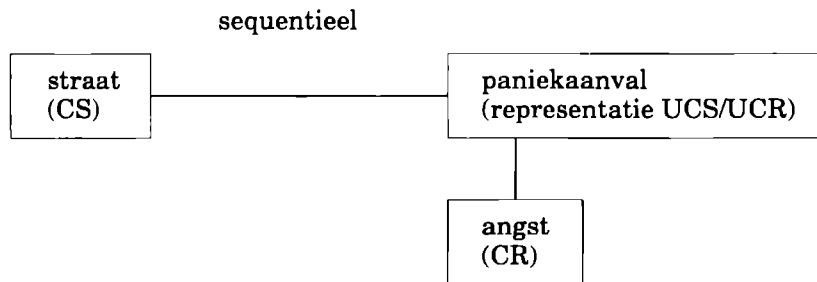 sequentieel
straat
(CS)
paniekaanval
(representatie UCS/UCR)
angst
(CR)